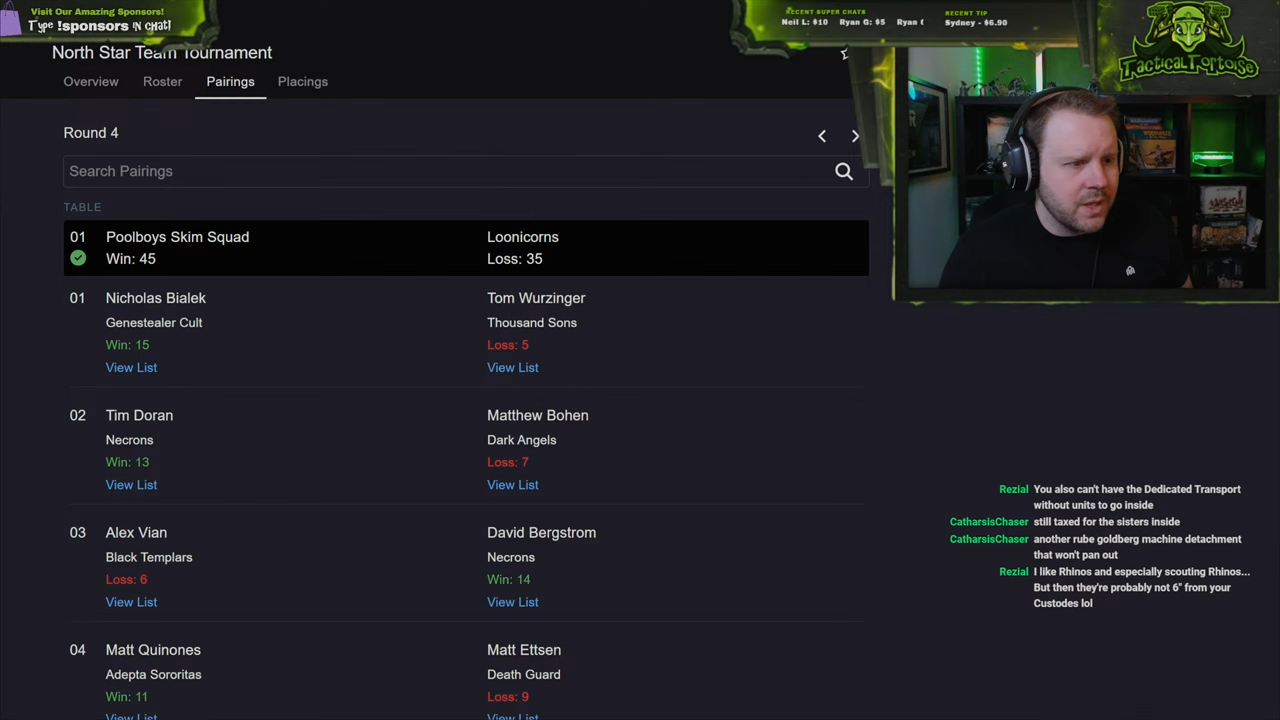 Visit Our Amazing Sponsors!
Type !sponsors in chat!
RECENT SUPER CHATS
Neil L: $10 Ryan G: $5 Ryan
RECENT TIP
Sydney - $6.90
TacticalTortoise
North Star Team Tournament
Overview Roster Pairings Placings
Round 4
Search Pairings
TABLE
01 Poolboys Skim Squad Loonicorns
Win: 45 Loss: 35
01 Nicholas Bialek Tom Wurzinger
Genestealer Cult Thousand Sons
Win: 15 Loss: 5
View List View List
02 Tim Doran Matthew Bohen
Necrons Dark Angels
Win: 13 Loss: 7
View List View List
03 Alex Vian David Bergstrom
Black Templars Necrons
Loss: 6 Win: 14
View List View List
04 Matt Quinones Matt Ettsen
Adepta Sororitas Death Guard
Win: 11 Loss: 9
View List View List
Rezial You also can't have the Dedicated Transport
without units to go inside
CatharsisChaser still taxed for the sisters inside
CatharsisChaser another rube goldberg machine detachment
that won't pan out
Rezial I like Rhinos and especially scouting Rhinos...
But then they're probably not 6" from your
Custodes lol